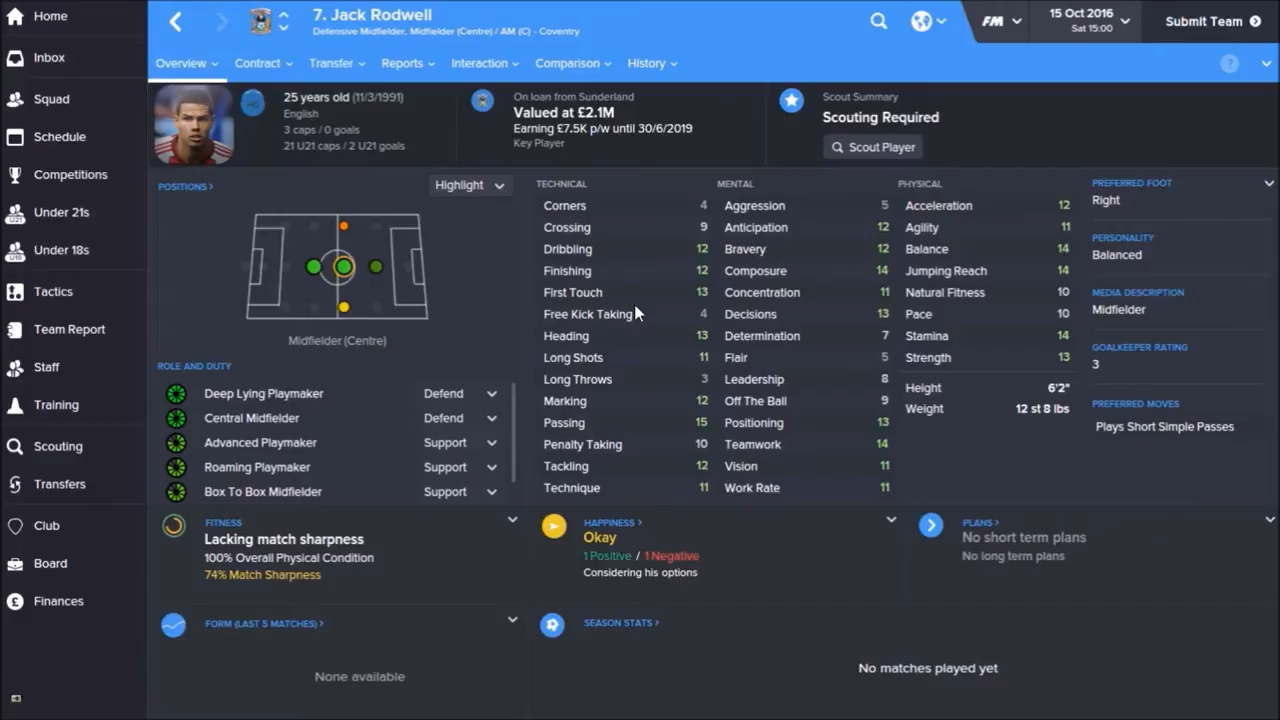 Home
Inbox
Squad
Schedule
Competitions
Under 21s
Under 18s
Tactics
Team Report
Staff
Training
Scouting
Transfers
Club
Board
Finances
7. Jack Rodwell
Defensive Midfielder, Midfielder (Centre) / AM (C) - Coventry
FM
15 Oct 2016
Sat 15:00
Submit Team
Overview
Contract
Transfer
Reports
Interaction
Comparison
History
?
25 years old (11/3/1991)
English
3 caps / 0 goals
21 U21 caps / 2 U21 goals
On loan from Sunderland
Valued at £2.1M
Earning £7.5K p/w until 30/6/2019
Key Player
Scout Summary
Scouting Required
Scout Player
POSITIONS >
Highlight
Midfielder (Centre)
ROLE AND DUTY
Deep Lying Playmaker Defend
Central Midfielder Defend
Advanced Playmaker Support
Roaming Playmaker Support
Box To Box Midfielder Support
TECHNICAL
Corners 4
Crossing 9
Dribbling 12
Finishing 12
First Touch 13
Free Kick Taking 4
Heading 13
Long Shots 11
Long Throws 3
Marking 12
Passing 15
Penalty Taking 10
Tackling 12
Technique 11
MENTAL
Aggression 5
Anticipation 12
Bravery 12
Composure 14
Concentration 11
Decisions 13
Determination 7
Flair 5
Leadership 8
Off The Ball 9
Positioning 13
Teamwork 14
Vision 11
Work Rate 11
PHYSICAL
Acceleration 12
Agility 11
Balance 14
Jumping Reach 14
Natural Fitness 10
Pace 10
Stamina 14
Strength 13
Height 6'2"
Weight 12 st 8 lbs
PREFERRED FOOT
Right
PERSONALITY
Balanced
MEDIA DESCRIPTION
Midfielder
GOALKEEPER RATING
3
PREFERRED MOVES
Plays Short Simple Passes
FITNESS
Lacking match sharpness
100% Overall Physical Condition
74% Match Sharpness
HAPPINESS >
Okay
1 Positive / 1 Negative
Considering his options
PLANS >
No short term plans
No long term plans
FORM (LAST 5 MATCHES) >
None available
SEASON STATS >
No matches played yet